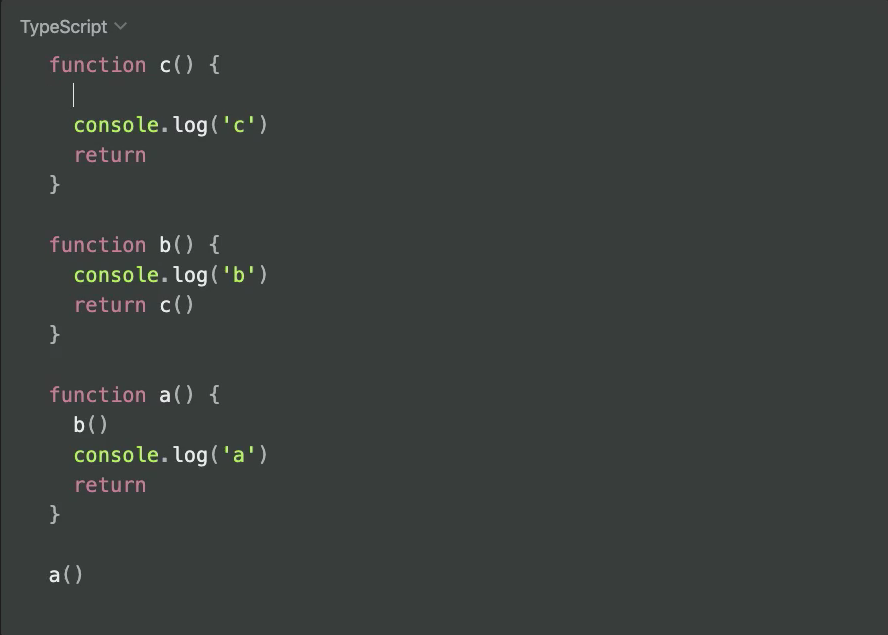 TypeScript
function c() {
console.log('c')
return
}
function b() {
console.log('b')
return c()
}
function a() {
b()
console.log('a')
return
}
a()